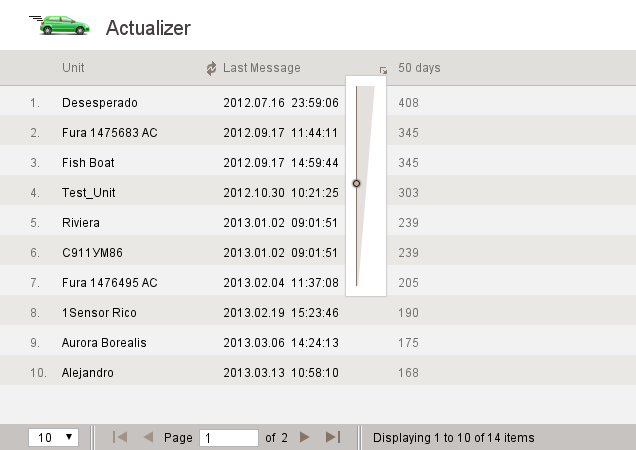 Actualizer
Unit Last Message 50 days
1. Desesperado 2012.07.16 23:59:06 408
2. Fura 1475683 AC 2012.09.17 11:44:11 345
3. Fish Boat 2012.09.17 14:59:44 345
4. Test_Unit 2012.10.30 10:21:25 303
5. Riviera 2013.01.02 09:01:51 239
6. С911УМ86 2013.01.02 09:01:51 239
7. Fura 1476495 AC 2013.02.04 11:37:08 205
8. 1Sensor Rico 2013.02.19 15:23:46 190
9. Aurora Borealis 2013.03.06 14:24:13 175
10. Alejandro 2013.03.13 10:58:10 168
10 Page 1 of 2 Displaying 1 to 10 of 14 items